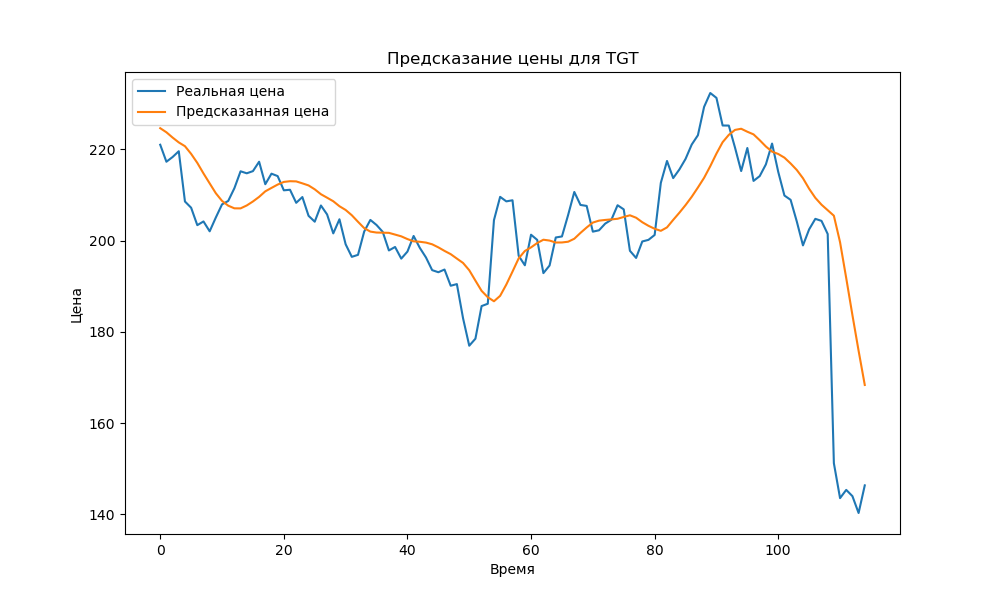 Предсказание цены для TGT
Реальная цена
Предсказанная цена
Цена
220
200
180
160
140
0 20 40 60 80 100
Время